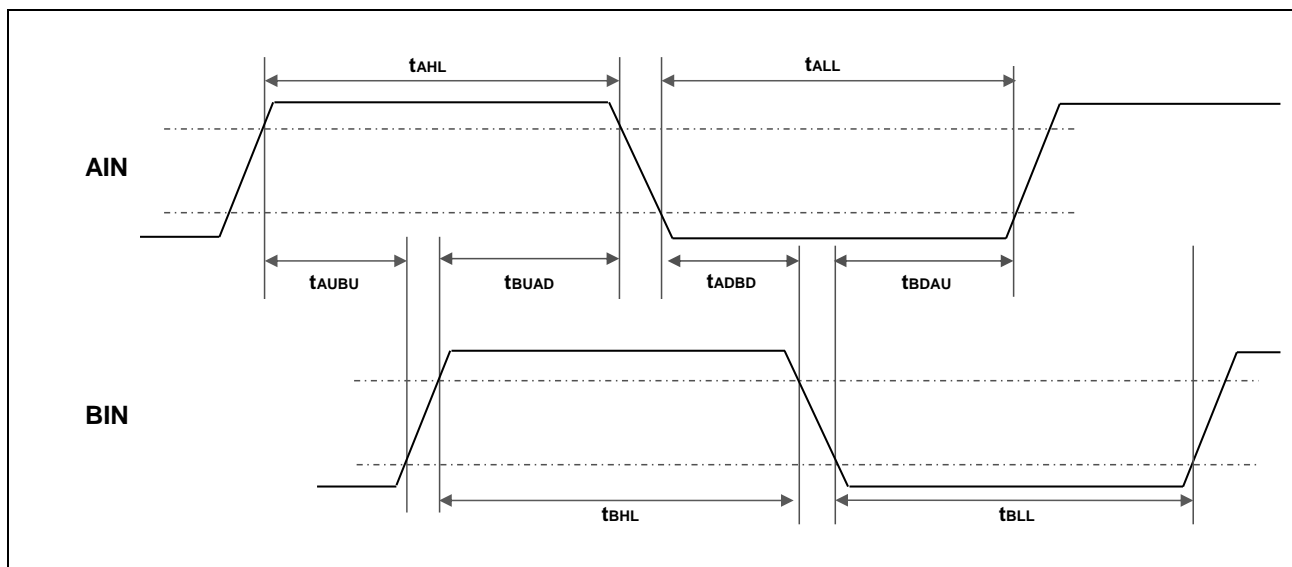 tAHL
tALL
AIN
tAUBU
tBUAD
tADBD
tBDAU
BIN
tBHL
tBLL